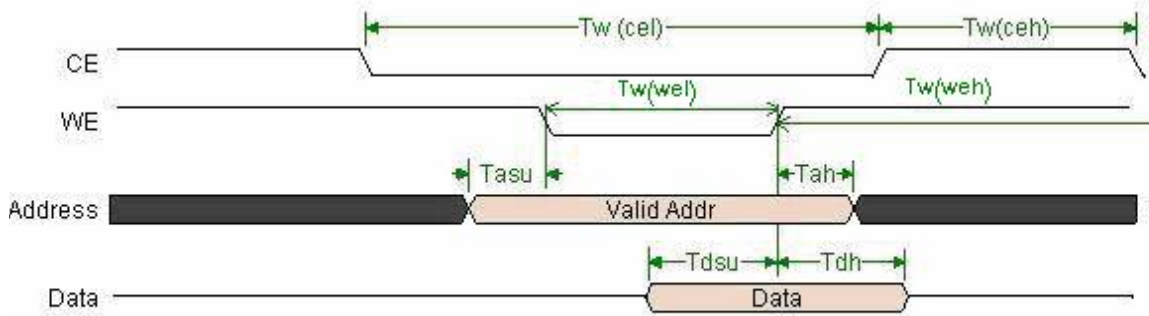 Tw (cel) Tw(ceh)
CE
Tw(wel) Tw(weh)
WE
Tasu Tah
Address Valid Addr
Tdsu Tdh
Data Data